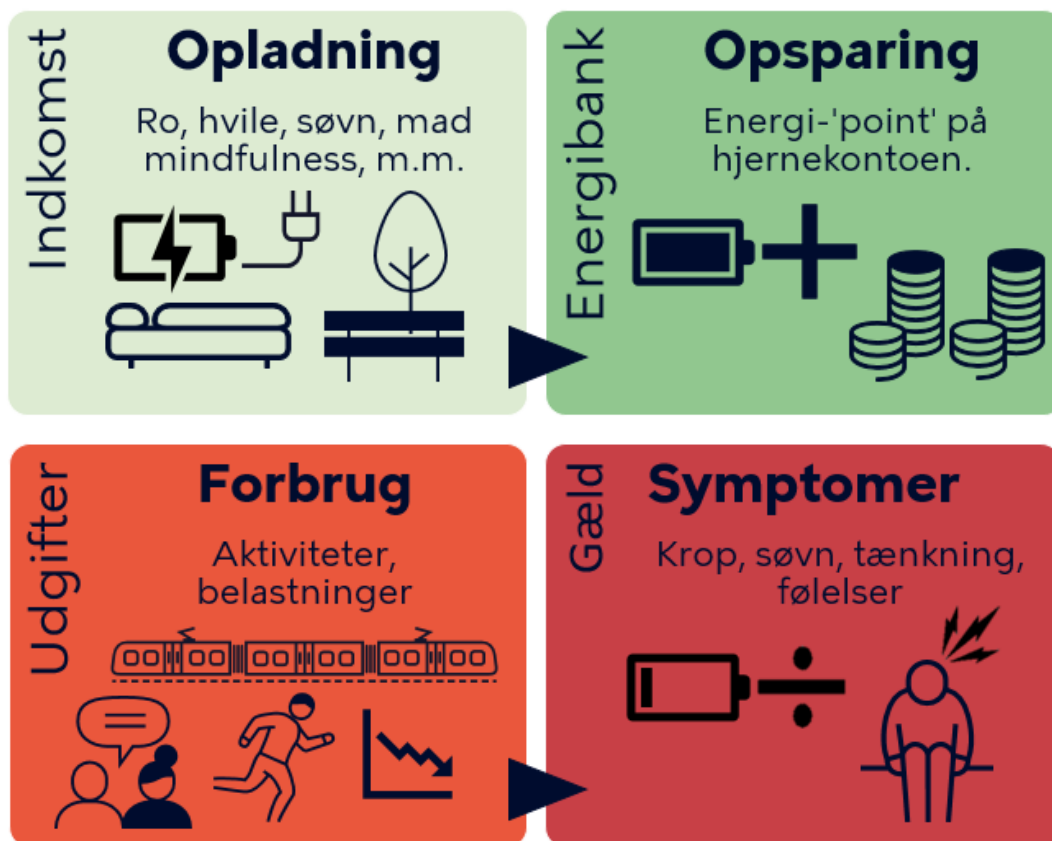 Indkomst
Opladning
Ro, hvile, søvn, mad
mindfulness, m.m.
Energibank
Opsparing
Energi-'point' på
hjernekontoen.
Udgifter
Forbrug
Aktiviteter,
belastninger
Gæld
Symptomer
Krop, søvn, tænkning,
følelser